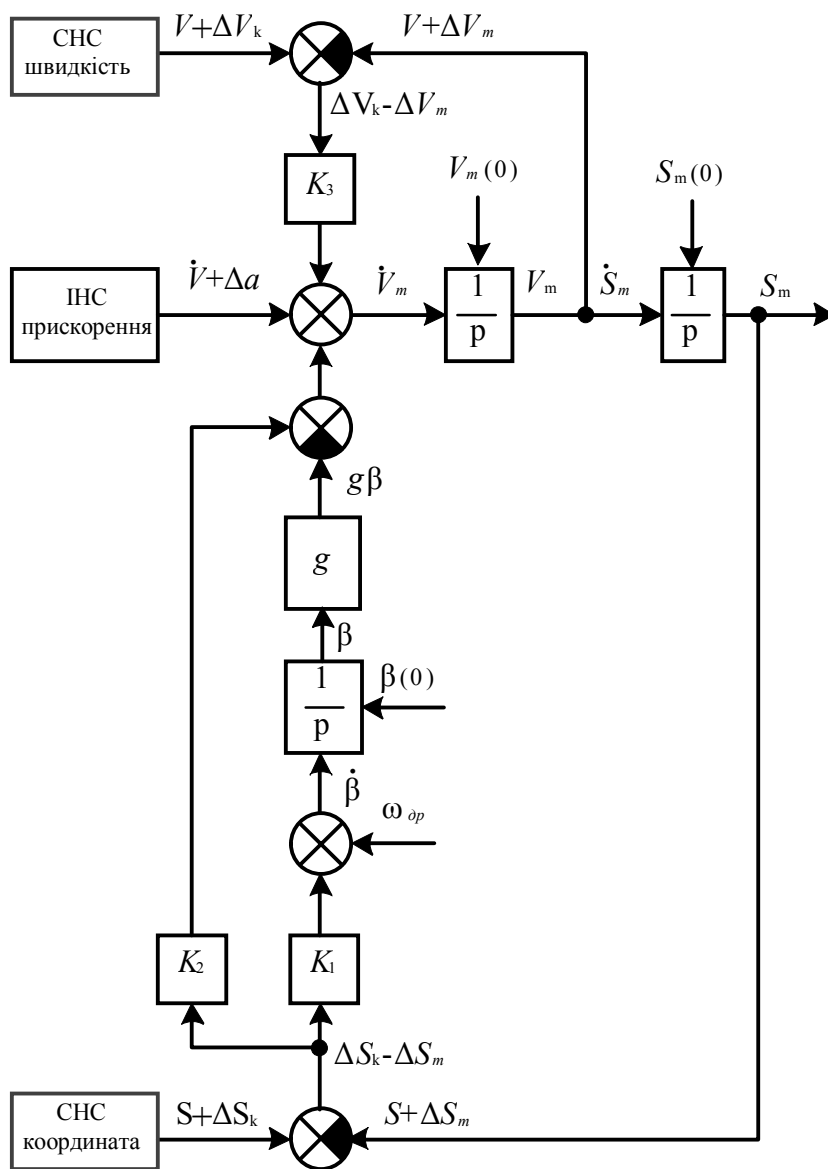 СНС
швидкість
V+ΔVk
V+ΔVm
ΔVk-ΔVm
K3
Vm(0)
Sm(0)
ІНС
прискорення
V̇+Δa
V̇m
1
p
Vm
Ṡm
1
p
Sm
gβ
g
β
1
p
β(0)
β̇
ωдр
K2
K1
ΔSk-ΔSm
СНС
координата
S+ΔSk
S+ΔSm